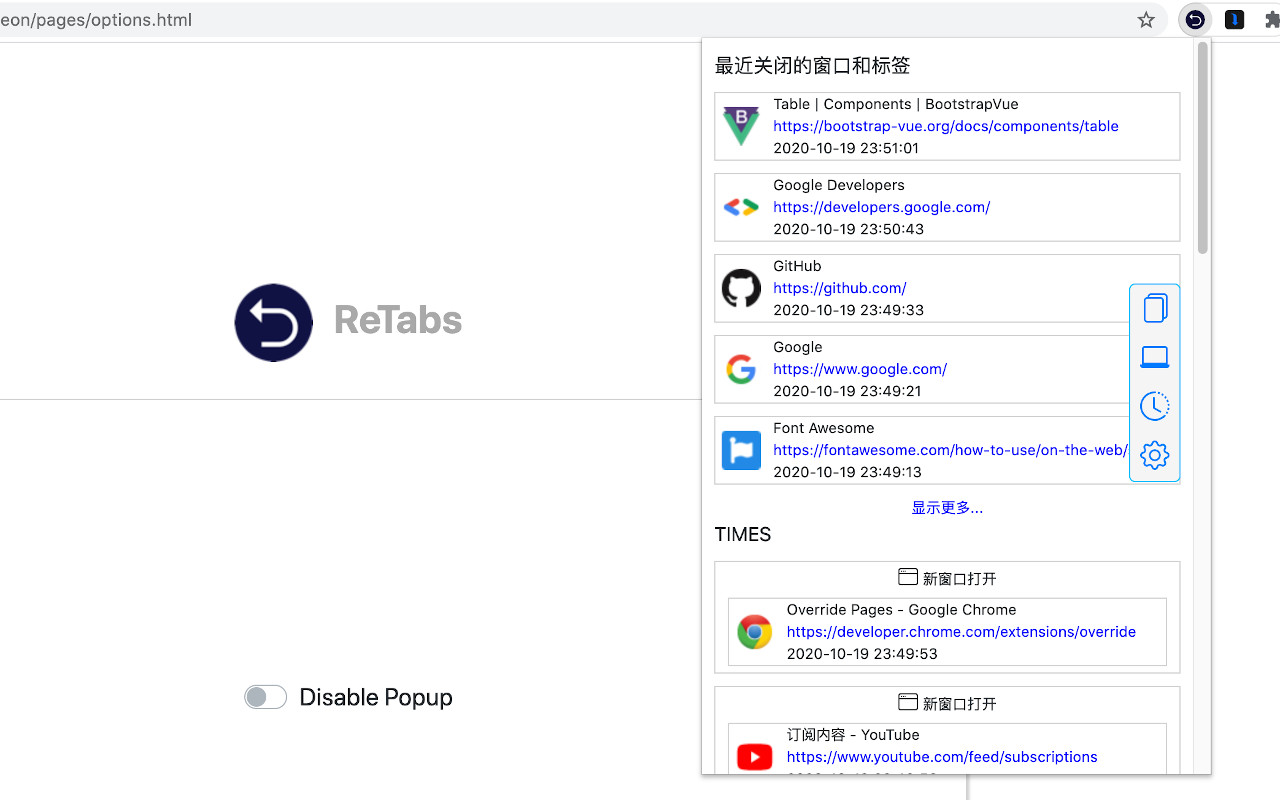 eon/pages/options.html
最近关闭的窗口和标签
Table | Components | BootstrapVue
https://bootstrap-vue.org/docs/components/table
2020-10-19 23:51:01
Google Developers
https://developers.google.com/
2020-10-19 23:50:43
GitHub
https://github.com/
2020-10-19 23:49:33
Google
https://www.google.com/
2020-10-19 23:49:21
Font Awesome
https://fontawesome.com/how-to-use/on-the-web/
2020-10-19 23:49:13
显示更多...
TIMES
新窗口打开
Override Pages - Google Chrome
https://developer.chrome.com/extensions/override
2020-10-19 23:49:53
新窗口打开
订阅内容 - YouTube
https://www.youtube.com/feed/subscriptions
ReTabs
Disable Popup